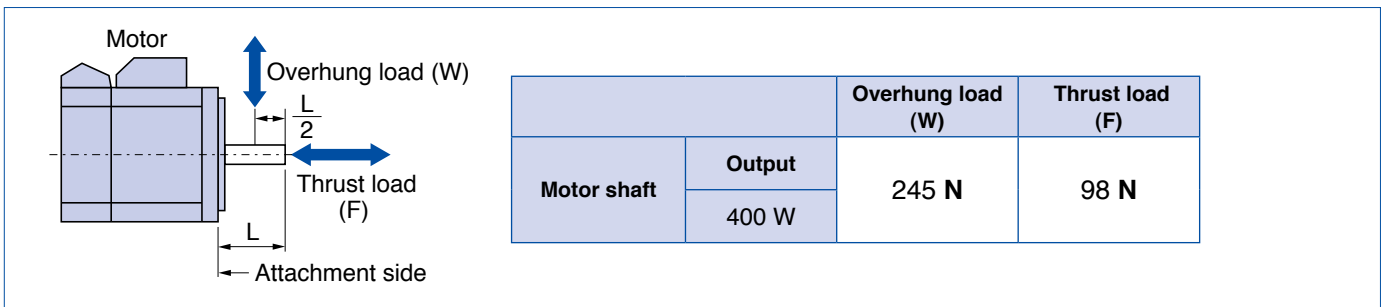 Motor
Overhung load (W)
L
2
Thrust load
(F)
L
Attachment side
Overhung load
(W)
Thrust load
(F)
Motor shaft
Output
400 W
245 N
98 N